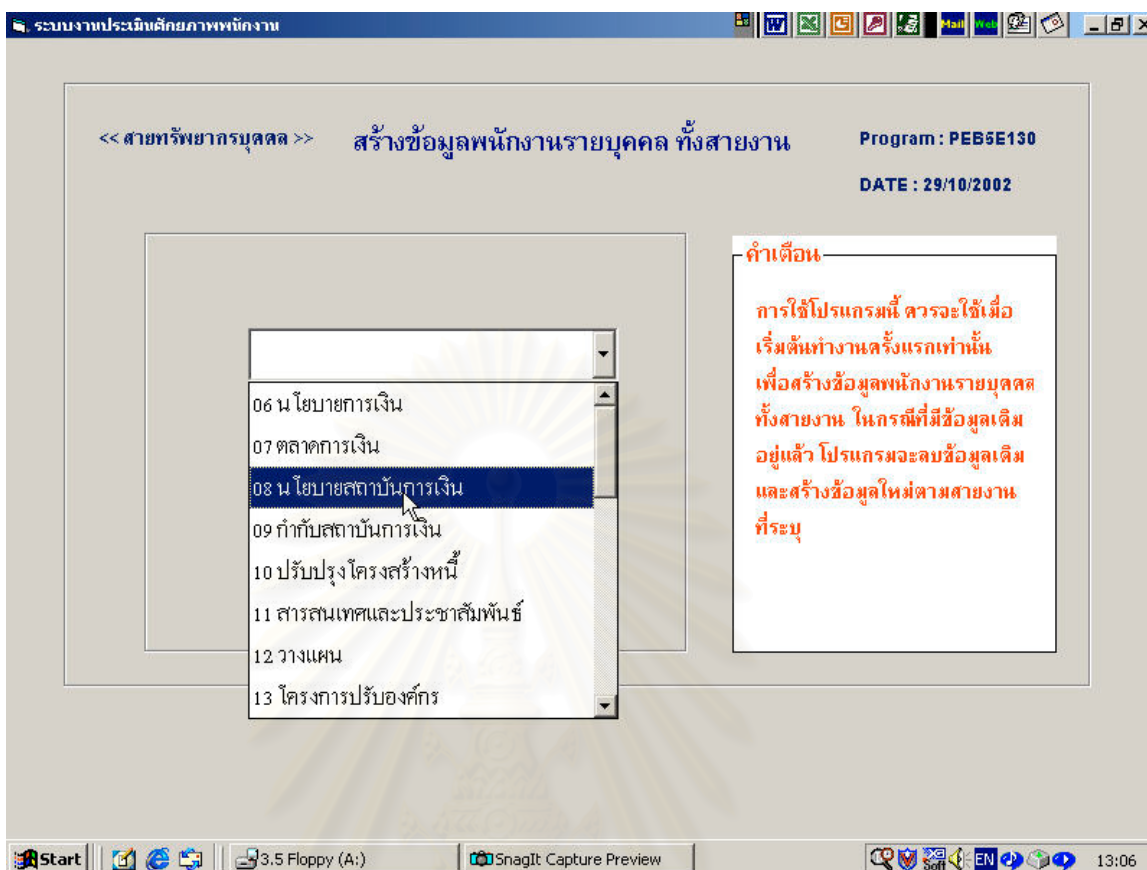 ระบบงานประเมินศักยภาพพนักงาน
Mail Web
<< สายทรัพยากรบุคคล >>
สร้างข้อมูลพนักงานรายบุคคล ทั้งสายงาน
Program : PEB5E130
DATE : 29/10/2002
คำเตือน
การใช้โปรแกรมนี้ ควรจะใช้เมื่อ
เริ่มต้นทำงานครั้งแรกเท่านั้น
เพื่อสร้างข้อมูลพนักงานรายบุคคล
ทั้งสายงาน ในกรณีที่มีข้อมูลเดิม
อยู่แล้ว โปรแกรมจะลบข้อมูลเดิม
และสร้างข้อมูลใหม่ตามสายงาน
ที่ระบุ
06 นโยบายการเงิน
07 ตลาดการเงิน
08 นโยบายสถาบันการเงิน
09 กำกับสถาบันการเงิน
10 ปรับปรุงโครงสร้างหนี้
11 สารสนเทศและประชาสัมพันธ์
12 วางแผน
13 โครงการปรับองค์กร
Start
3.5 Floppy (A:)
SnagIt Capture Preview
EN
13:06